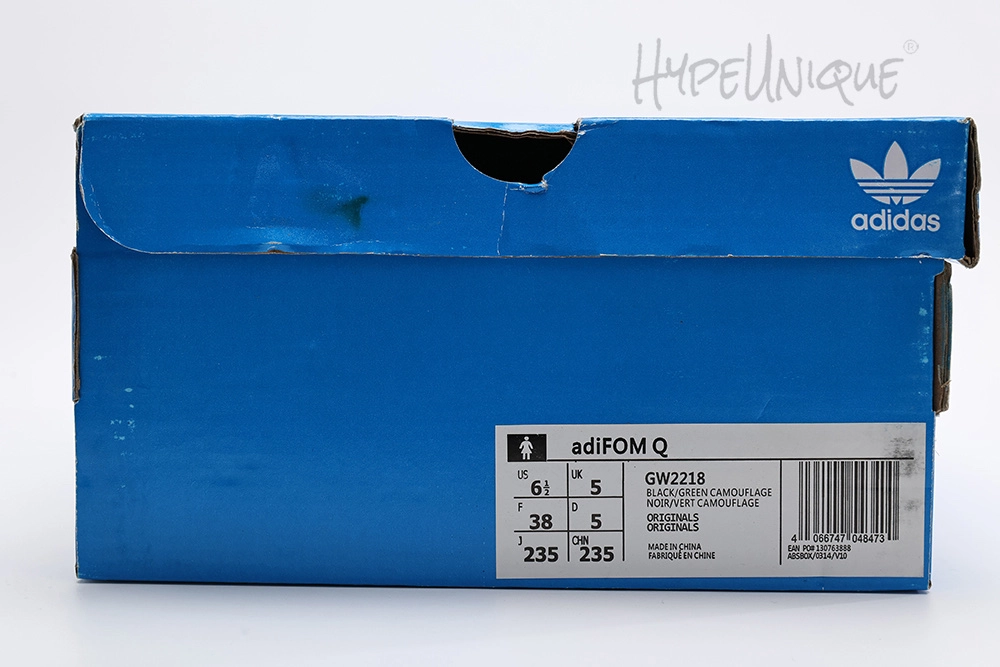 HYPEUNIQUE®
adidas
adiFOM Q
US 6½ UK 5
F 38 D 5
J 235 CHN 235
GW2218
BLACK/GREEN CAMOUFLAGE
NOIR/VERT CAMOUFLAGE
ORIGINALS
ORIGINALS
MADE IN CHINA
FABRIQUÉ EN CHINE
4 066747 048473
EAN PO# 130763888
ABSBOX/0314/V10